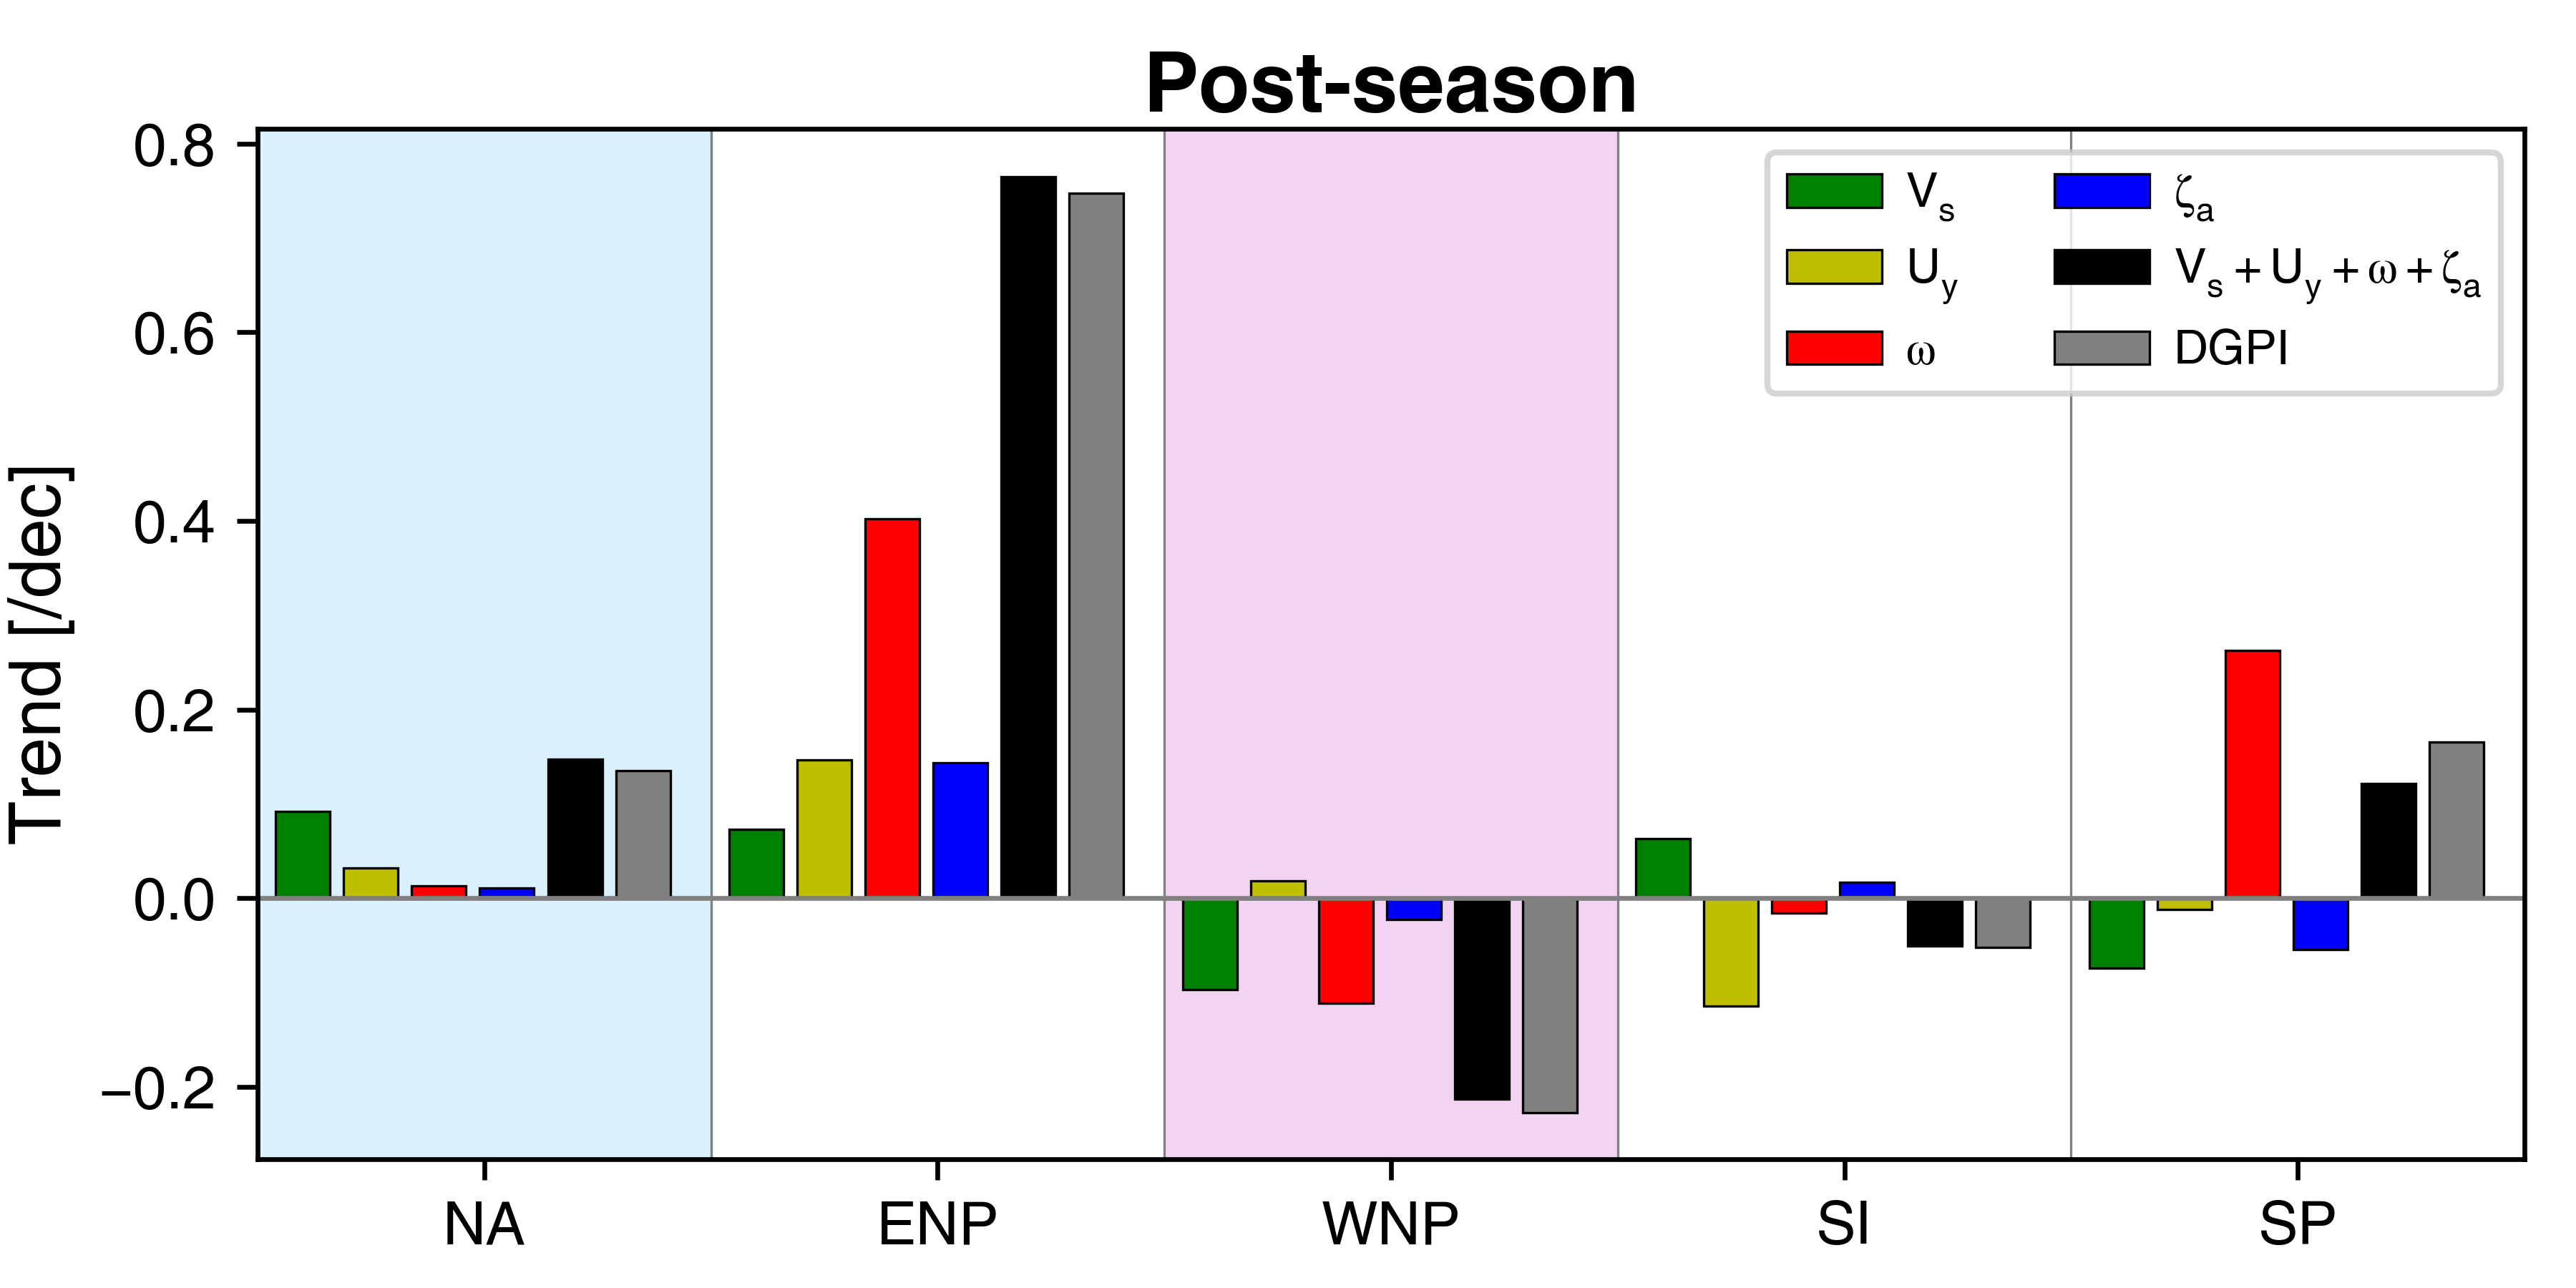 Post-season
Trend [/dec]
0.8
0.6
0.4
0.2
0.0
−0.2
Vs
Uy
ω
ζa
Vs + Uy + ω + ζa
DGPI
NA ENP WNP SI SP